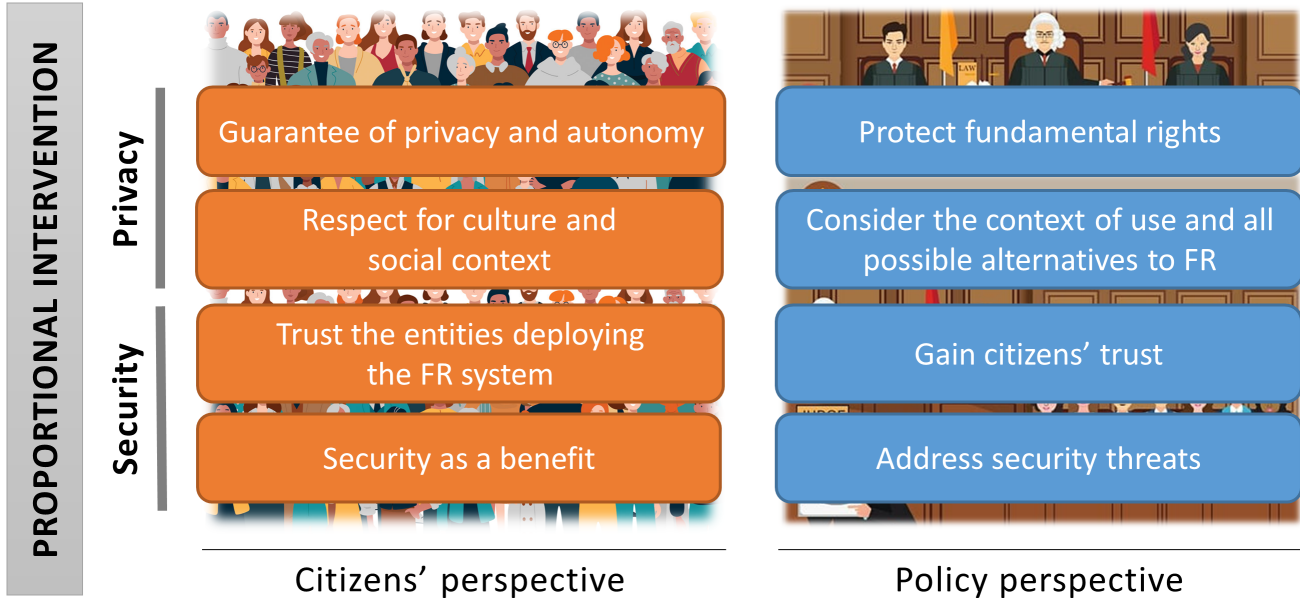 PROPORTIONAL INTERVENTION
Privacy
Guarantee of privacy and autonomy
Respect for culture and
social context
Security
Trust the entities deploying
the FR system
Security as a benefit
Citizens' perspective
LAW
Protect fundamental rights
Consider the context of use and all
possible alternatives to FR
Gain citizens' trust
JUDGE
Address security threats
Policy perspective